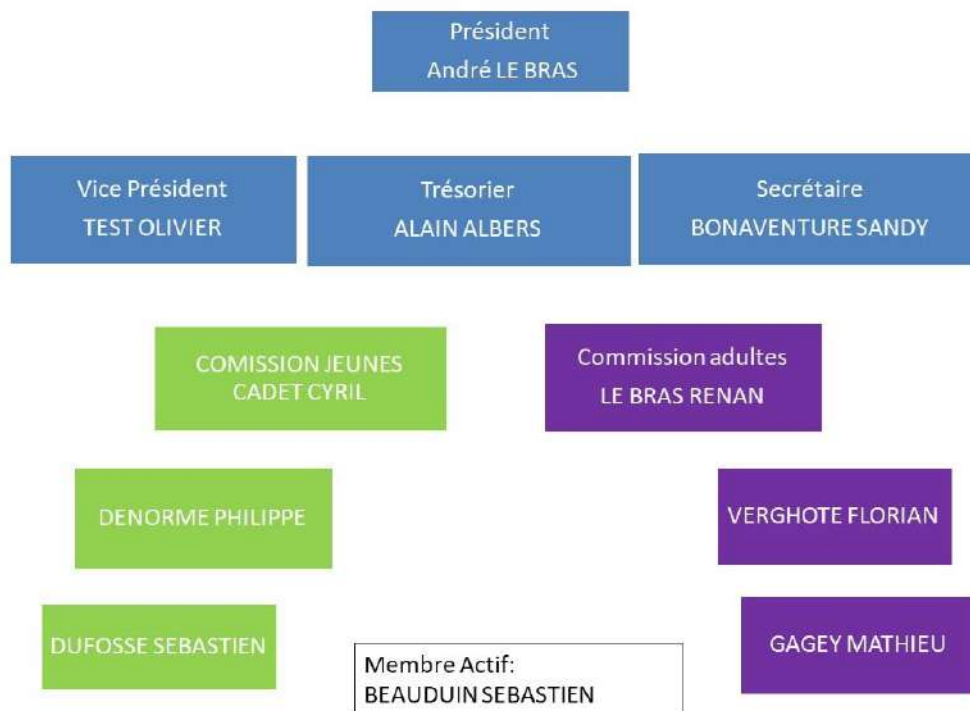 Président
André LE BRAS
Vice Président
TEST OLIVIER
Trésorier
ALAIN ALBERS
Secrétaire
BONAVENTURE SANDY
COMISSION JEUNES
CADET CYRIL
Commission adultes
LE BRAS RENAN
DENORME PHILIPPE
VERGHOTE FLORIAN
DUFOSSE SEBASTIEN
GAGEY MATHIEU
Membre Actif:
BEAUDUIN SEBASTIEN